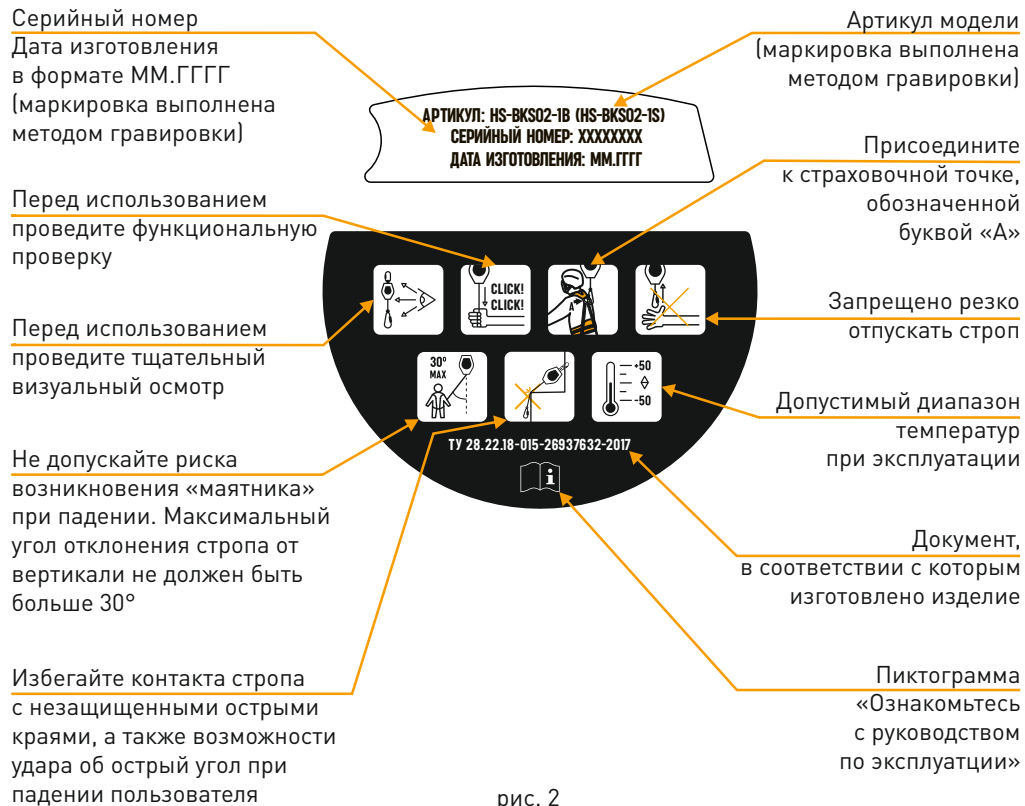 Серийный номер
Дата изготовления
в формате ММ.ГГГГ
(маркировка выполнена
методом гравировки)
Артикул модели
(маркировка выполнена
методом гравировки)
АРТИКУЛ: HS-BKS02-1B (HS-BKS02-1S)
СЕРИЙНЫЙ НОМЕР: XXXXXXXX
ДАТА ИЗГОТОВЛЕНИЯ: ММ.ГГГГ
Перед использованием
проведите функциональную
проверку
Присоедините
к страховочной точке,
обозначенной
буквой «А»
CLICK!
CLICK!
A
Перед использованием
проведите тщательный
визуальный осмотр
Запрещено резко
отпускать строп
30°
MAX
+50
-50
Допустимый диапазон
температур
при эксплуатации
ТУ 28.22.18-015-26937632-2017
i
Не допускайте риска
возникновения «маятника»
при падении. Максимальный
угол отклонения стропа от
вертикали не должен быть
больше 30°
Документ,
в соответствии с которым
изготовлено изделие
Избегайте контакта стропа
с незащищенными острыми
краями, а также возможности
удара об острый угол при
падении пользователя
Пиктограмма
«Ознакомьтесь
с руководством
по эксплуатции»
рис. 2